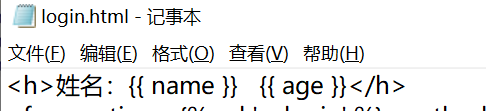 login.html - 记事本
文件(F) 编辑(E) 格式(O) 查看(V) 帮助(H)
<h>姓名：{{ name }}   {{ age }}</h>